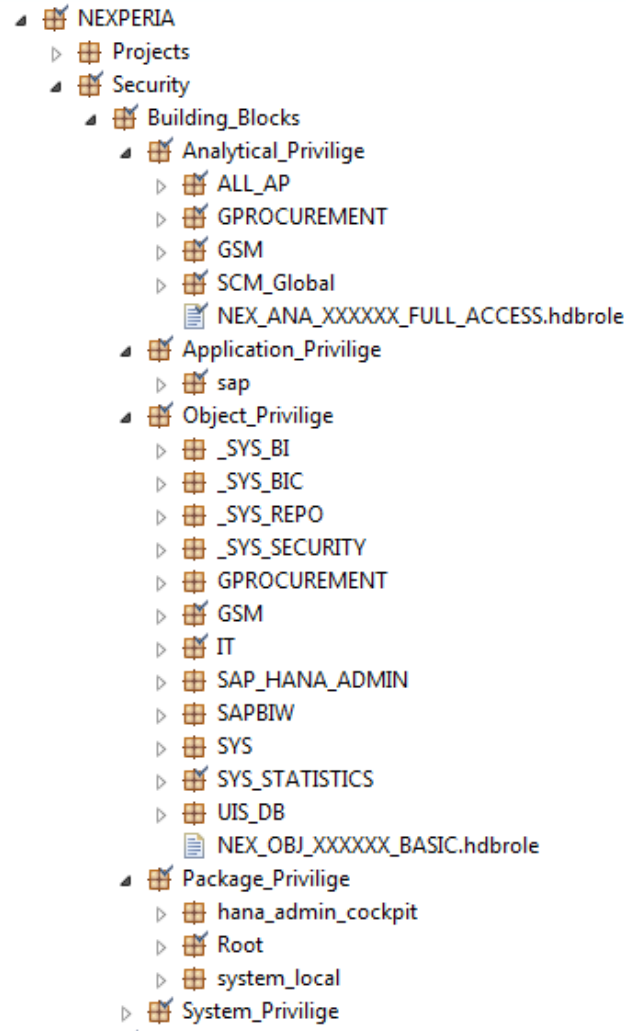 NEXPERIA
Projects
Security
Building_Blocks
Analytical_Privilige
ALL_AP
GPROCUREMENT
GSM
SCM_Global
NEX_ANA_XXXXXX_FULL_ACCESS.hdbrole
Application_Privilige
sap
Object_Privilige
_SYS_BI
_SYS_BIC
_SYS_REPO
_SYS_SECURITY
GPROCUREMENT
GSM
IT
SAP_HANA_ADMIN
SAPBIW
SYS
SYS_STATISTICS
UIS_DB
NEX_OBJ_XXXXXX_BASIC.hdbrole
Package_Privilige
hana_admin_cockpit
Root
system_local
System_Privilige